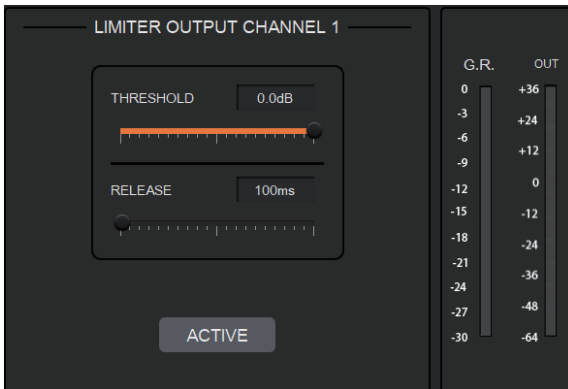 LIMITER OUTPUT CHANNEL 1
THRESHOLD 0.0dB
RELEASE 100ms
ACTIVE
G.R. OUT
0 +36
-3 +24
-6 +12
-9 0
-12 -12
-15 -24
-18 -36
-21 -48
-24 -64
-27
-30